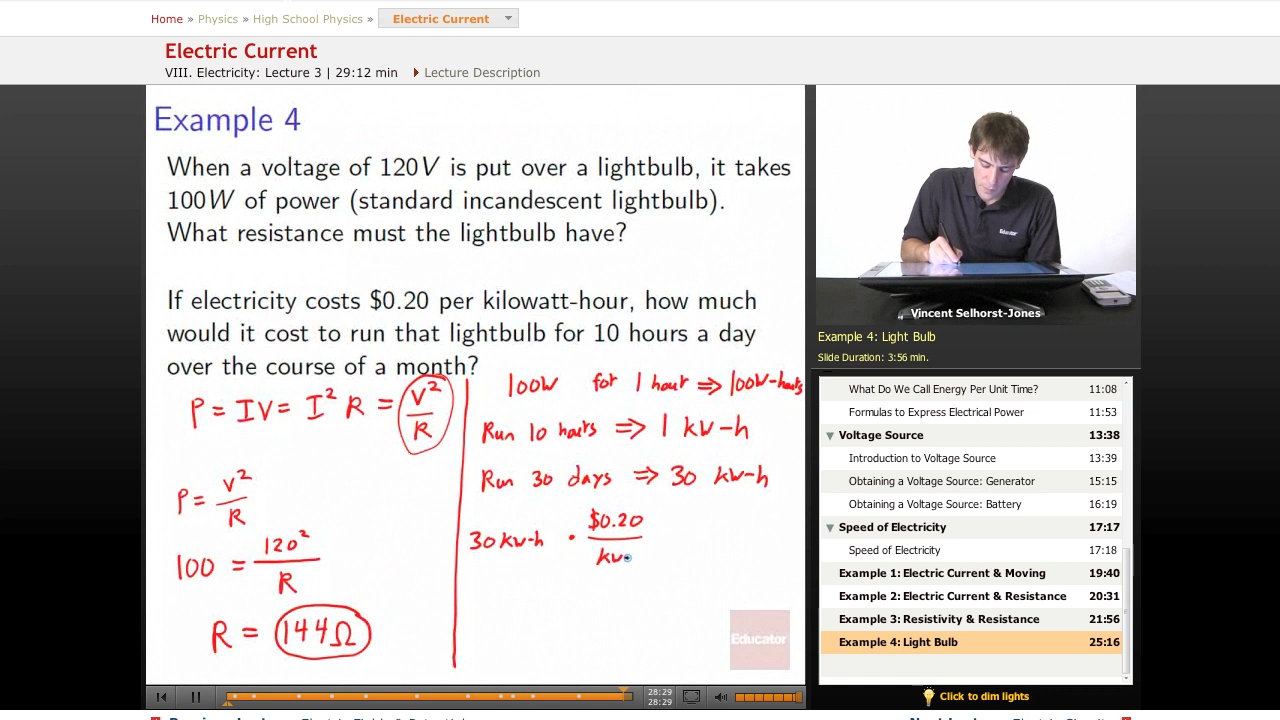 Home » Physics » High School Physics » Electric Current
Electric Current
VIII. Electricity: Lecture 3 | 29:12 min Lecture Description
Example 4
When a voltage of 120V is put over a lightbulb, it takes
100W of power (standard incandescent lightbulb).
What resistance must the lightbulb have?
If electricity costs $0.20 per kilowatt-hour, how much
would it cost to run that lightbulb for 10 hours a day
over the course of a month?
P = IV = I² R = V²/R
P = V²/R
100 = 120²/R
R = 144Ω
100W for 1 hour ⇒ 100W-hours
Run 10 hours ⇒ 1 kW-h
Run 30 days ⇒ 30 kW-h
30 kW-h · $0.20/kW
Educator
28:29
28:29
Educator
Vincent Selhorst-Jones
Example 4: Light Bulb
Slide Duration: 3:56 min.
What Do We Call Energy Per Unit Time? 11:08
Formulas to Express Electrical Power 11:53
Voltage Source 13:38
Introduction to Voltage Source 13:39
Obtaining a Voltage Source: Generator 15:15
Obtaining a Voltage Source: Battery 16:19
Speed of Electricity 17:17
Speed of Electricity 17:18
Example 1: Electric Current & Moving 19:40
Example 2: Electric Current & Resistance 20:31
Example 3: Resistivity & Resistance 21:56
Example 4: Light Bulb 25:16
Click to dim lights